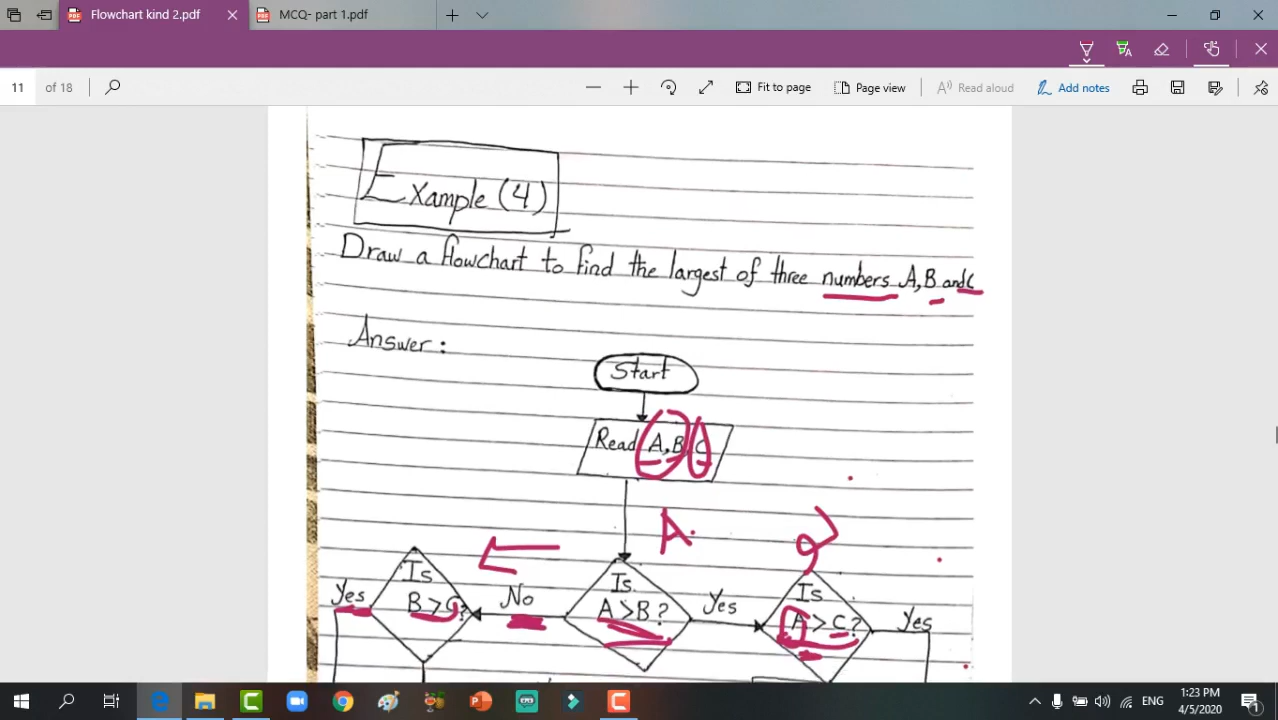 Flowchart kind 2.pdf
MCQ- part 1.pdf
11 of 18
Fit to page
Page view
Read aloud
Add notes
Example (4)
Draw a flowchart to find the largest of three numbers A, B and C
Answer :
Start
Read A, B, C
A
Is
B > C?
Yes
No
Is
A > B ?
Yes
Is
A > C ?
Yes
ENG
1:23 PM
4/5/2020
1